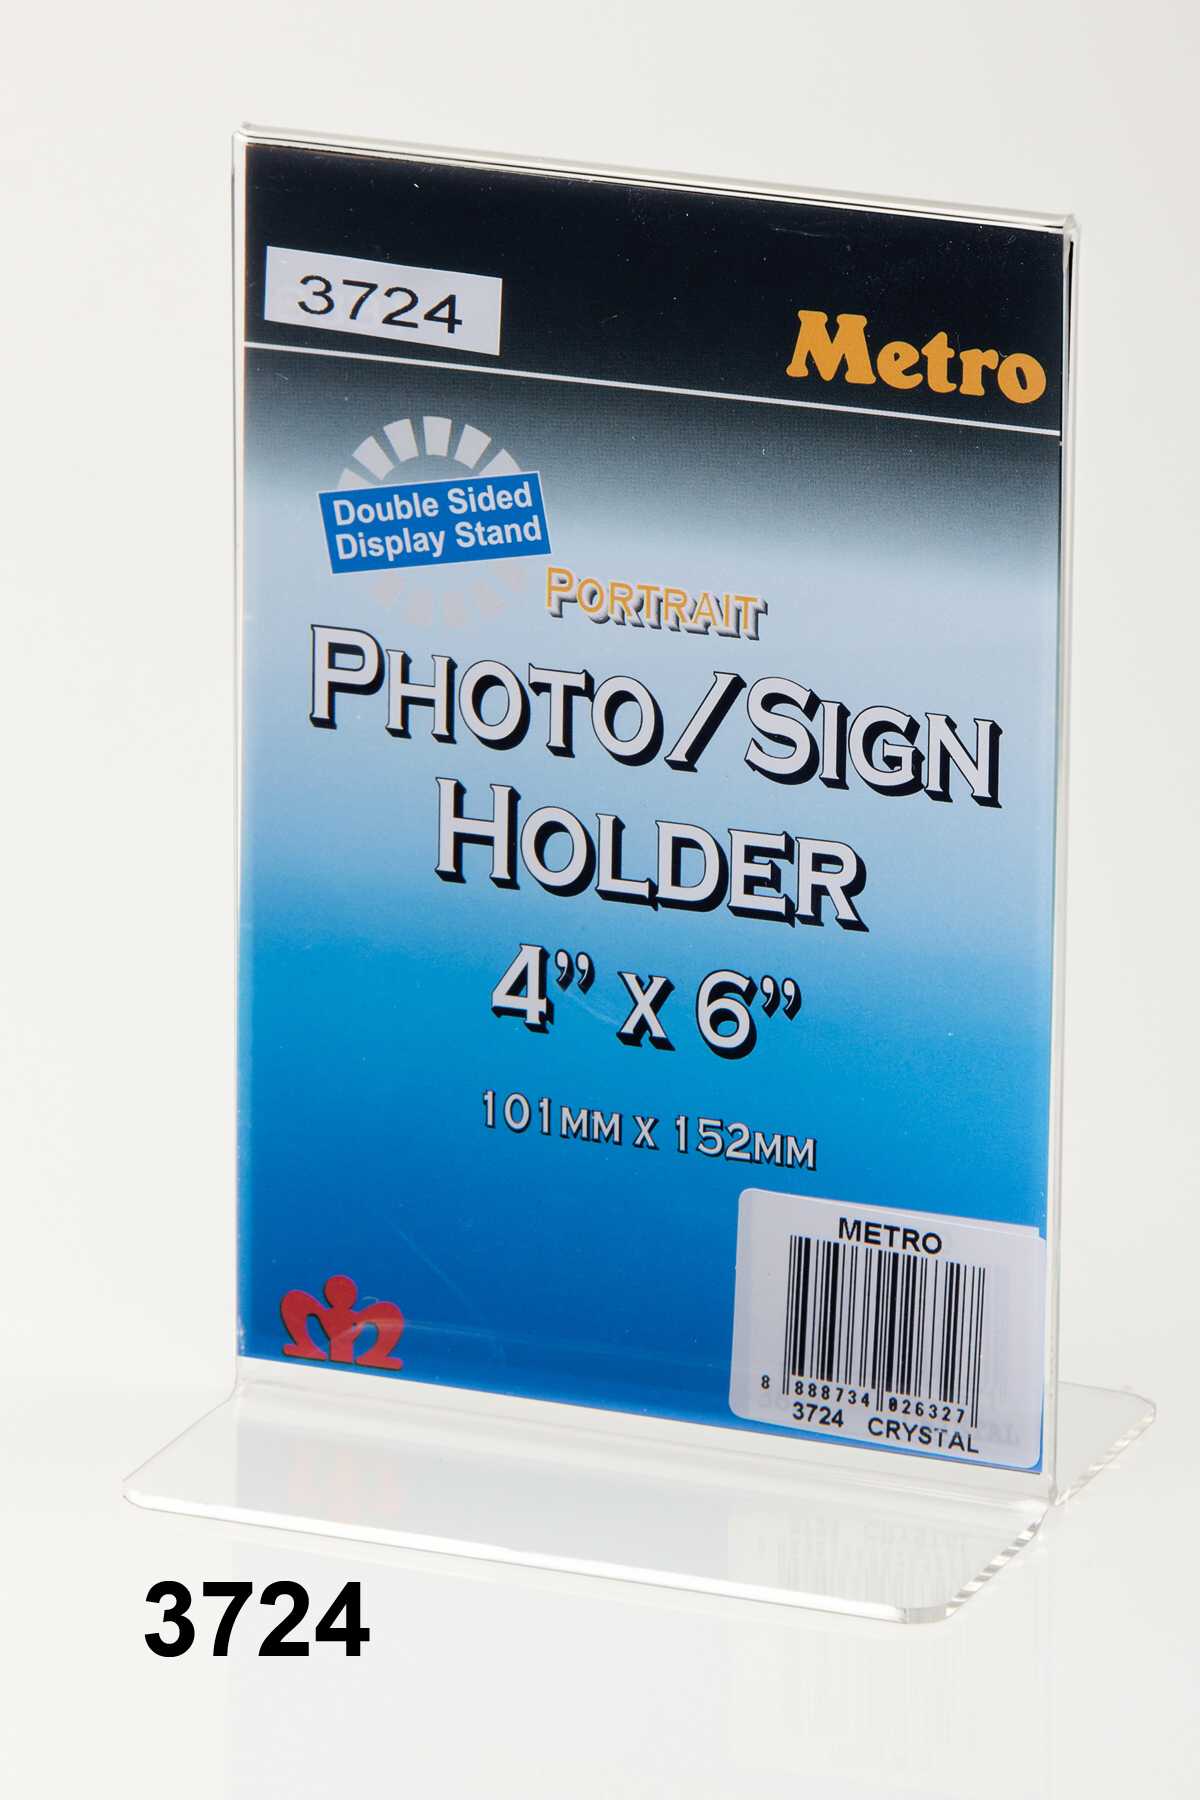 3724
Metro
Double Sided
Display Stand
PORTRAIT
PHOTO/SIGN
HOLDER
4” X 6”
101MM X 152MM
METRO
8 888734 026327
3724 CRYSTAL
3724